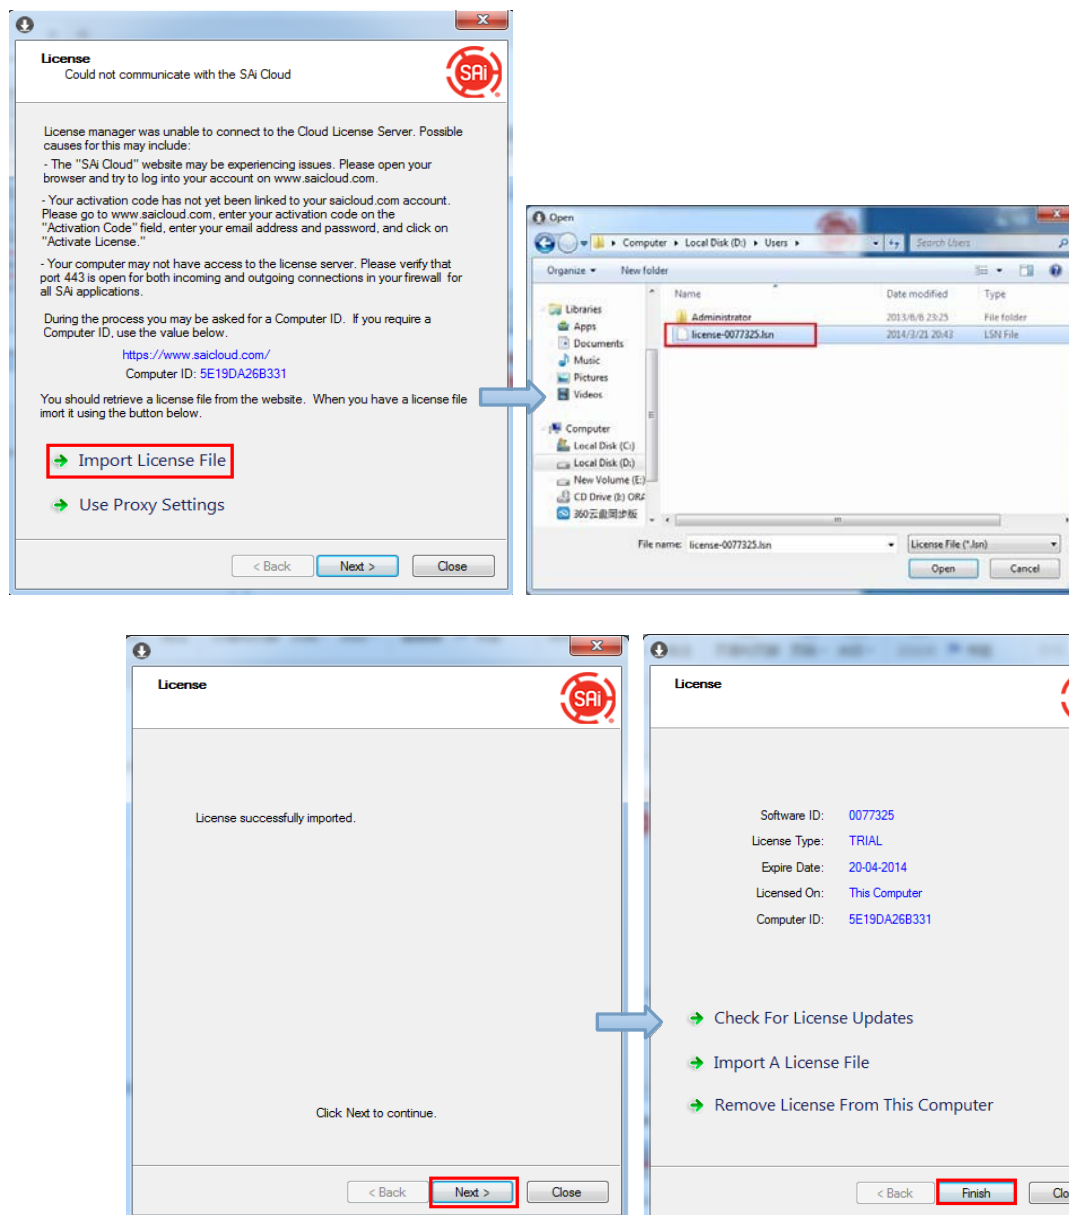 License
Could not communicate with the SAi Cloud
SAi
License manager was unable to connect to the Cloud License Server. Possible
causes for this may include:
- The "SAi Cloud" website may be experiencing issues. Please open your
browser and try to log into your account on www.saicloud.com.
- Your activation code has not yet been linked to your saicloud.com account.
Please go to www.saicloud.com, enter your activation code on the
"Activation Code" field, enter your email address and password, and click on
"Activate License."
- Your computer may not have access to the license server. Please verify that
port 443 is open for both incoming and outgoing connections in your firewall for
all SAi applications.
During the process you may be asked for a Computer ID. If you require a
Computer ID, use the value below.
https://www.saicloud.com/
Computer ID: 5E19DA26B331
You should retrieve a license file from the website. When you have a license file
imort it using the button below.
Import License File
Use Proxy Settings
< Back Next > Close
Open
Computer Local Disk (D:) Users Search Users
Organize New folder
Name Date modified Type
Libraries
Apps
Documents
Music
Pictures
Videos
Computer
Local Disk (C:)
Local Disk (D:)
New Volume (E:)
CD Drive (I:) OR
360云盘同步版
Administrator 2013/6/6 23:25 File folder
license-0077325.lsn 2014/3/21 20:43 LSN File
File name: license-0077325.lsn License File (*.lsn)
Open Cancel
License
SAi
License successfully imported.
Click Next to continue.
< Back Next > Close
License
Software ID: 0077325
License Type: TRIAL
Expire Date: 20-04-2014
Licensed On: This Computer
Computer ID: 5E19DA26B331
Check For License Updates
Import A License File
Remove License From This Computer
< Back Finish Clo